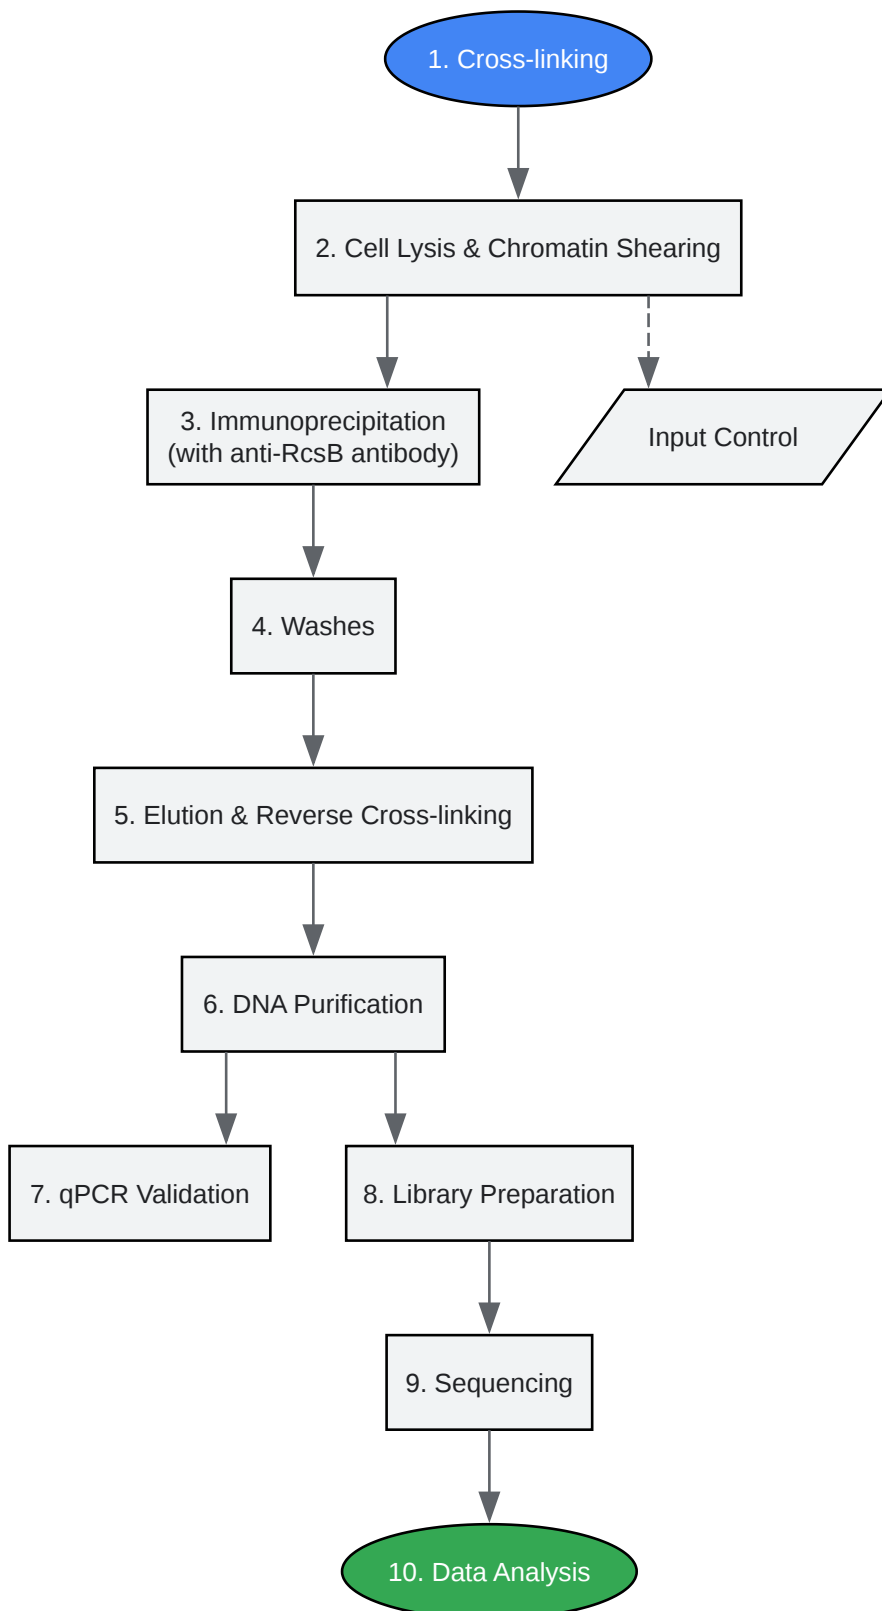 1. Cross-linking
2. Cell Lysis & Chromatin Shearing
3. Immunoprecipitation
(with anti-RcsB antibody)
Input Control
4. Washes
5. Elution & Reverse Cross-linking
6. DNA Purification
7. qPCR Validation
8. Library Preparation
9. Sequencing
10. Data Analysis